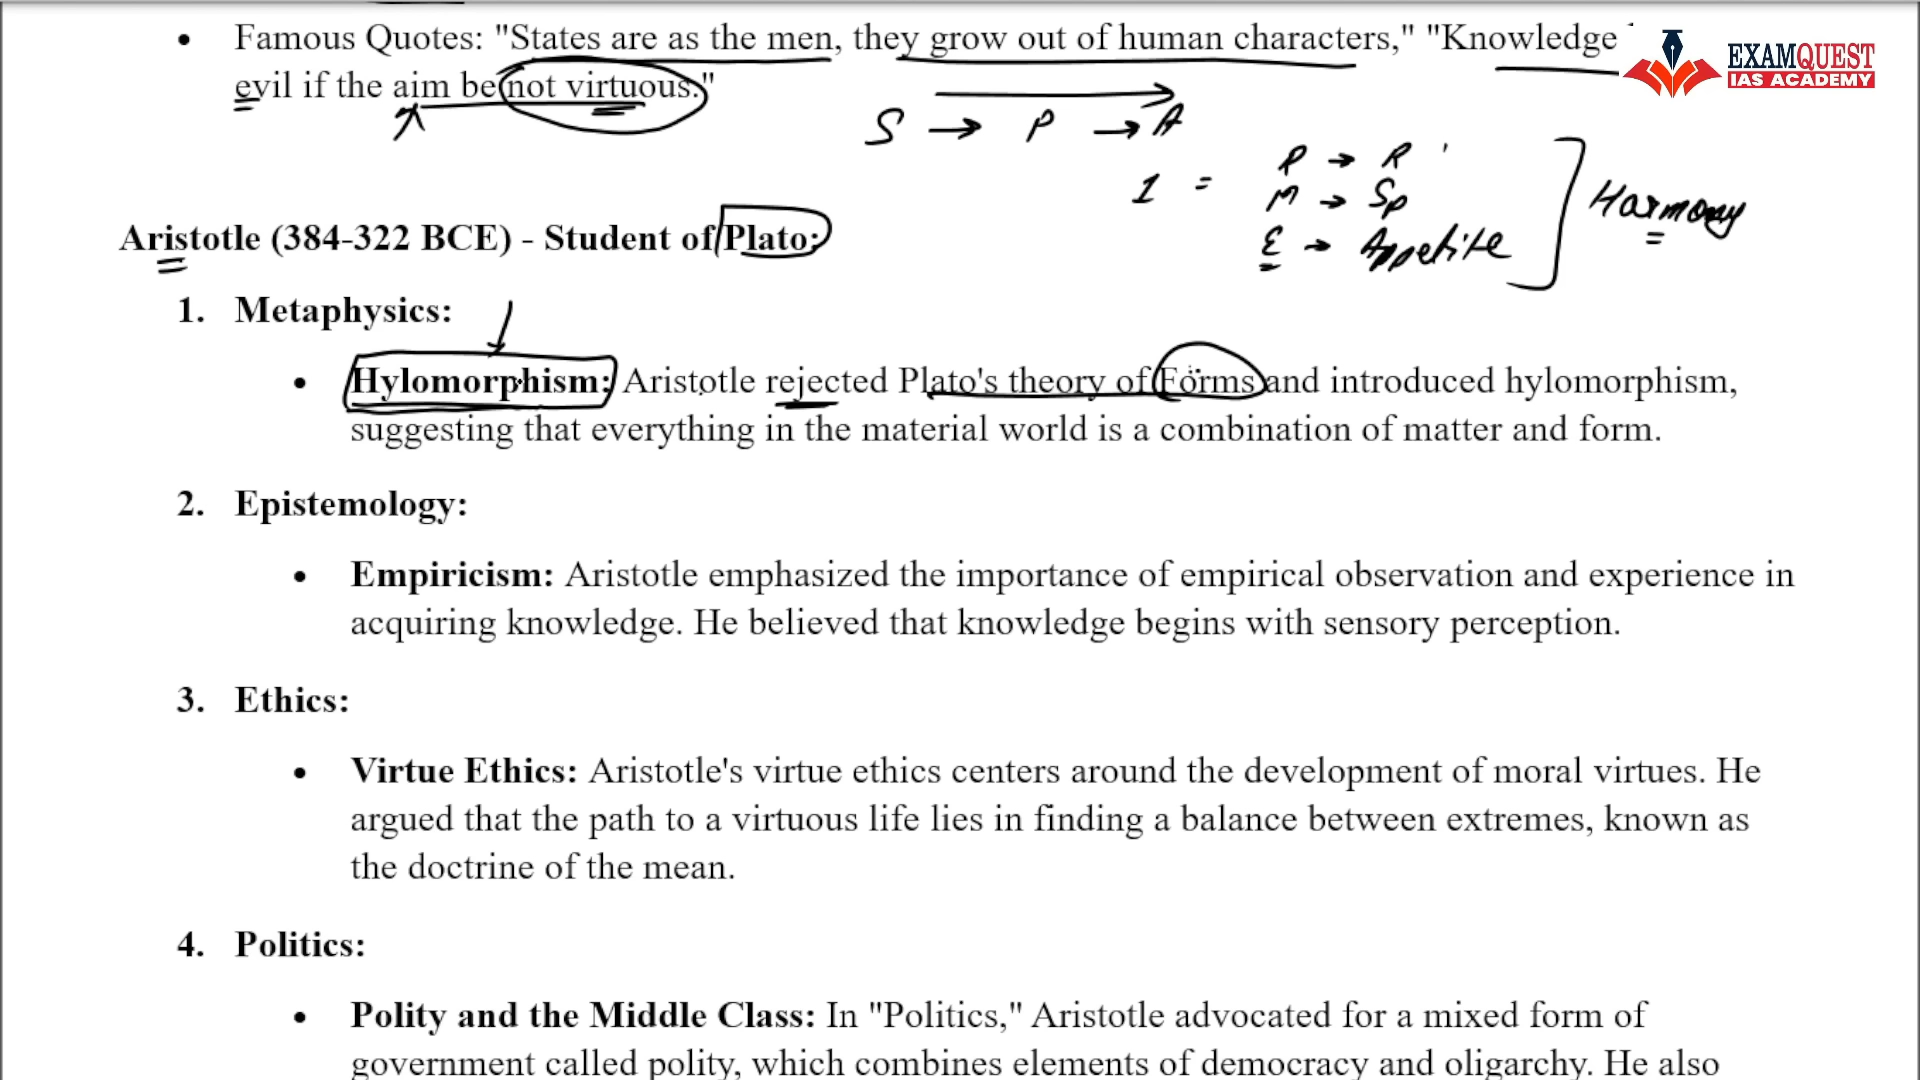 • Famous Quotes: "States are as the men, they grow out of human characters," "Knowledge
evil if the aim be not virtuous."
EXAMQUEST
IAS ACADEMY
S → P → A
P → R
1 = M → Sp
E → Appetite
Harmony
Aristotle (384-322 BCE) - Student of Plato:
1. Metaphysics:
• Hylomorphism: Aristotle rejected Plato's theory of Forms and introduced hylomorphism,
suggesting that everything in the material world is a combination of matter and form.
2. Epistemology:
• Empiricism: Aristotle emphasized the importance of empirical observation and experience in
acquiring knowledge. He believed that knowledge begins with sensory perception.
3. Ethics:
• Virtue Ethics: Aristotle's virtue ethics centers around the development of moral virtues. He
argued that the path to a virtuous life lies in finding a balance between extremes, known as
the doctrine of the mean.
4. Politics:
• Polity and the Middle Class: In "Politics," Aristotle advocated for a mixed form of
government called polity, which combines elements of democracy and oligarchy. He also